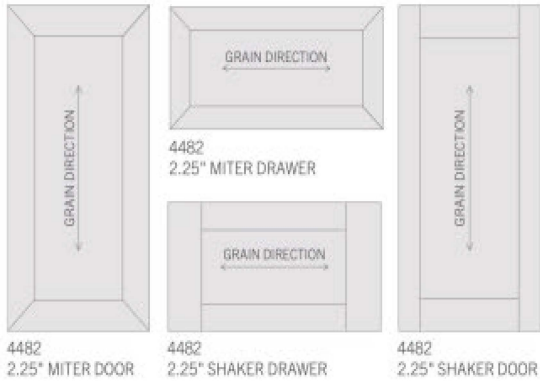 GRAIN DIRECTION
4482
2.25" MITER DOOR
GRAIN DIRECTION
4482
2.25" MITER DRAWER
GRAIN DIRECTION
4482
2.25" SHAKER DRAWER
GRAIN DIRECTION
4482
2.25" SHAKER DOOR